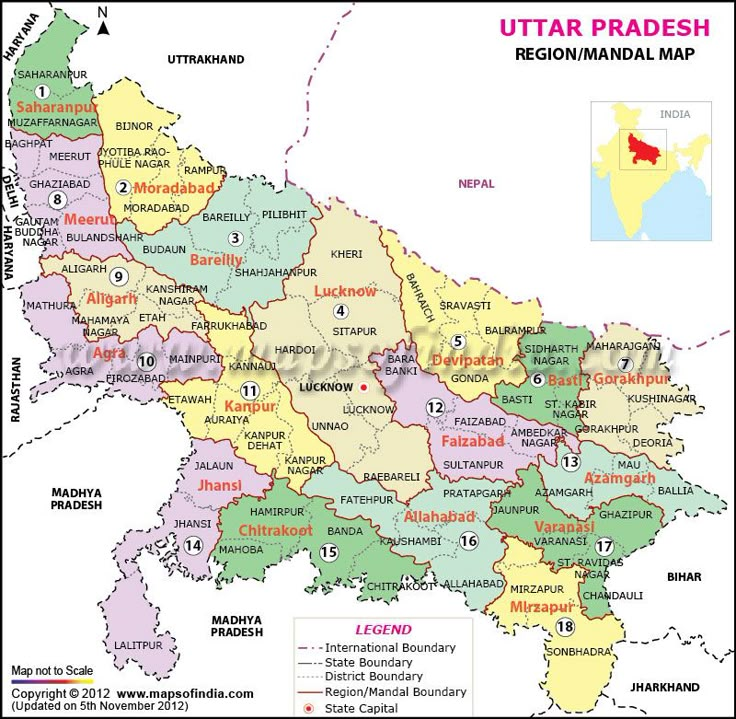 UTTAR PRADESH
REGION/MANDAL MAP
N
HARYANA
UTTRAKHAND
NEPAL
INDIA
SAHARANPUR
1
Saharanpur
MUZAFFARNAGAR
BIJNOR
BAGHPAT
MEERUT
JYOTIBA RAO-
PHULE NAGAR
RAMPUR
2
Moradabad
MORADABAD
DELHI
GHAZIABAD
8
Meerut
GAUTAM
BUDDHA
NAGAR
BULANDSHAHR
HARYANA
BAREILLY
PILIBHIT
3
BUDAUN
Bareilly
SHAHJAHANPUR
KHERI
Lucknow
4
SITAPUR
HARDOI
LUCKNOW
LUCKNOW
UNNAO
RAEBARELI
ALIGARH
9
Aligarh
KANSHIRAM
NAGAR
MAHAMAYA
NAGAR
ETAH
MATHURA
Agra
10
MAINPURI
AGRA
FIROZABAD
RAJASTHAN
FARRUKHABAD
KANNAUJ
ETAWAH
11
Kanpur
AURAIYA
KANPUR
DEHAT
KANPUR
NAGAR
BAHRAICH
SRAVASTI
BALRAMPUR
5
Devipatan
GONDA
SIDHARTH
NAGAR
6
Basti
BASTI
ST. KABIR
NAGAR
MAHARAJGANJ
7
Gorakhpur
KUSHINAGAR
GORAKHPUR
DEORIA
BARA
BANKI
12
FAIZABAD
Faizabad
AMBEDKAR
NAGAR
SULTANPUR
13
MAU
Azamgarh
AZAMGARH
BALLIA
JALAUN
Jhansi
JHANSI
14
LALITPUR
MADHYA
PRADESH
HAMIRPUR
Chitrakoot
BANDA
MAHOBA
15
CHITRAKOOT
FATEHPUR
PRATAPGARH
Allahabad
KAUSHAMBI
16
ALLAHABAD
JAUNPUR
GHAZIPUR
Varanasi
VARANASI
17
ST. RAVIDAS
NAGAR
CHANDAULI
MIRZAPUR
Mirzapur
18
SONBHADRA
BIHAR
JHARKHAND
MADHYA
PRADESH
LEGEND
International Boundary
State Boundary
District Boundary
Region/Mandal Boundary
State Capital
Map not to Scale
Copyright © 2012 www.mapsofindia.com
(Updated on 5th November 2012)
www.mapsofindia.com